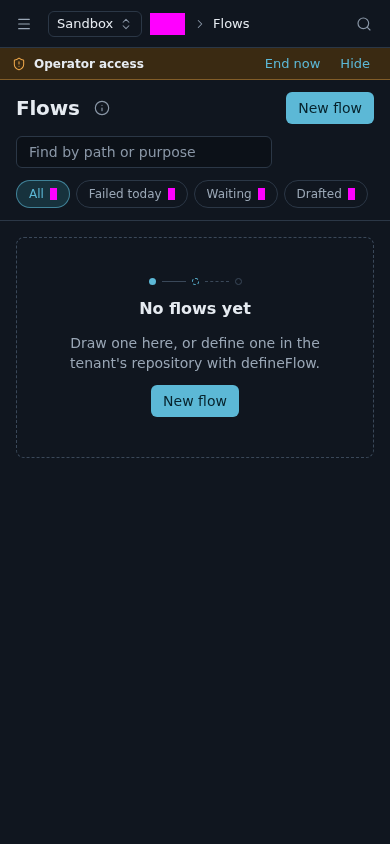 Sandbox
Flows
Operator access
End now
Hide
Flows
New flow
Find by path or purpose
All
Failed today
Waiting
Drafted
No flows yet
Draw one here, or define one in the
tenant's repository with defineFlow.
New flow